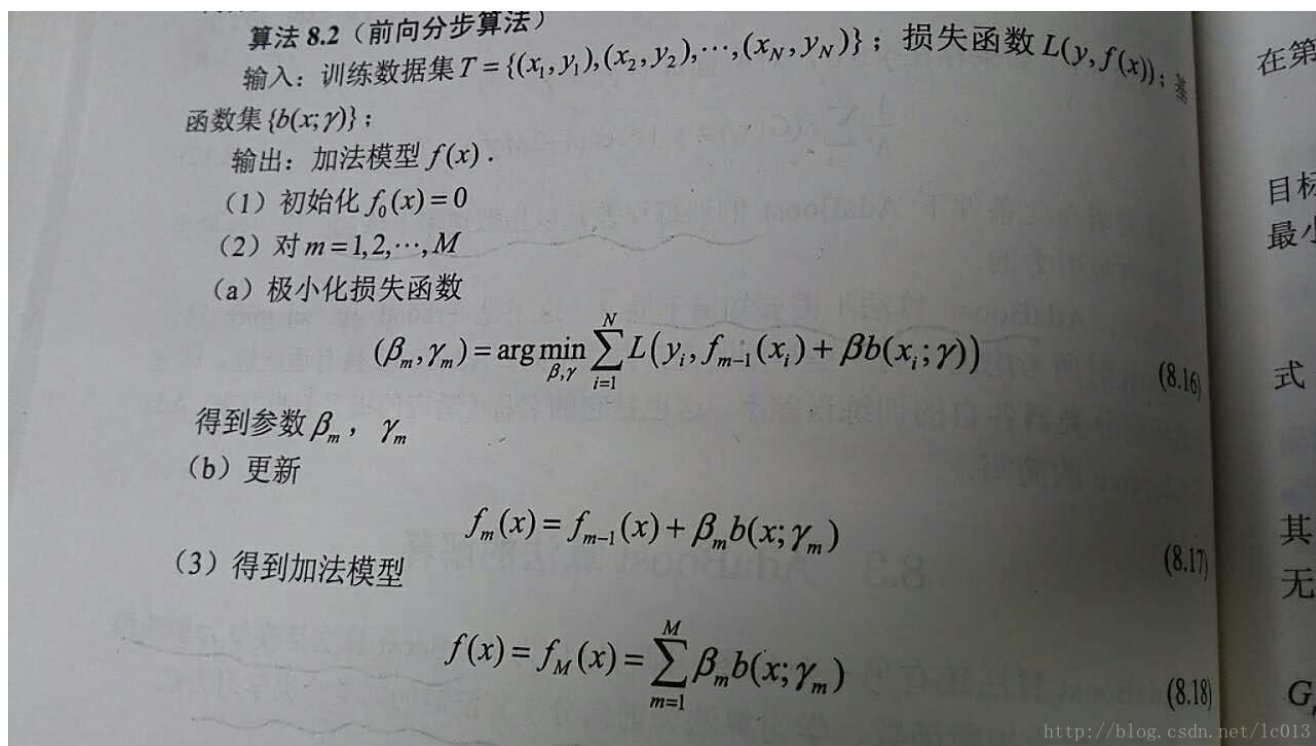 算法 8.2（前向分步算法）
输入：训练数据集 T = {(x₁, y₁), (x₂, y₂), ⋯, (x_N, y_N)}；损失函数 L(y, f(x))；基
函数集 {b(x;γ)}；
输出：加法模型 f(x).
（1）初始化 f₀(x) = 0
（2）对 m = 1, 2, ⋯, M
（a）极小化损失函数
(β_m, γ_m) = arg min_{β,γ} ∑_{i=1}^{N} L(y_i, f_{m-1}(x_i) + βb(x_i; γ)) (8.16)
得到参数 β_m， γ_m
（b）更新
f_m(x) = f_{m-1}(x) + β_m b(x; γ_m) (8.17)
（3）得到加法模型
f(x) = f_M(x) = ∑_{m=1}^{M} β_m b(x; γ_m) (8.18)
在第
目标
最小
式
其
无
G
http://blog.csdn.net/lc013